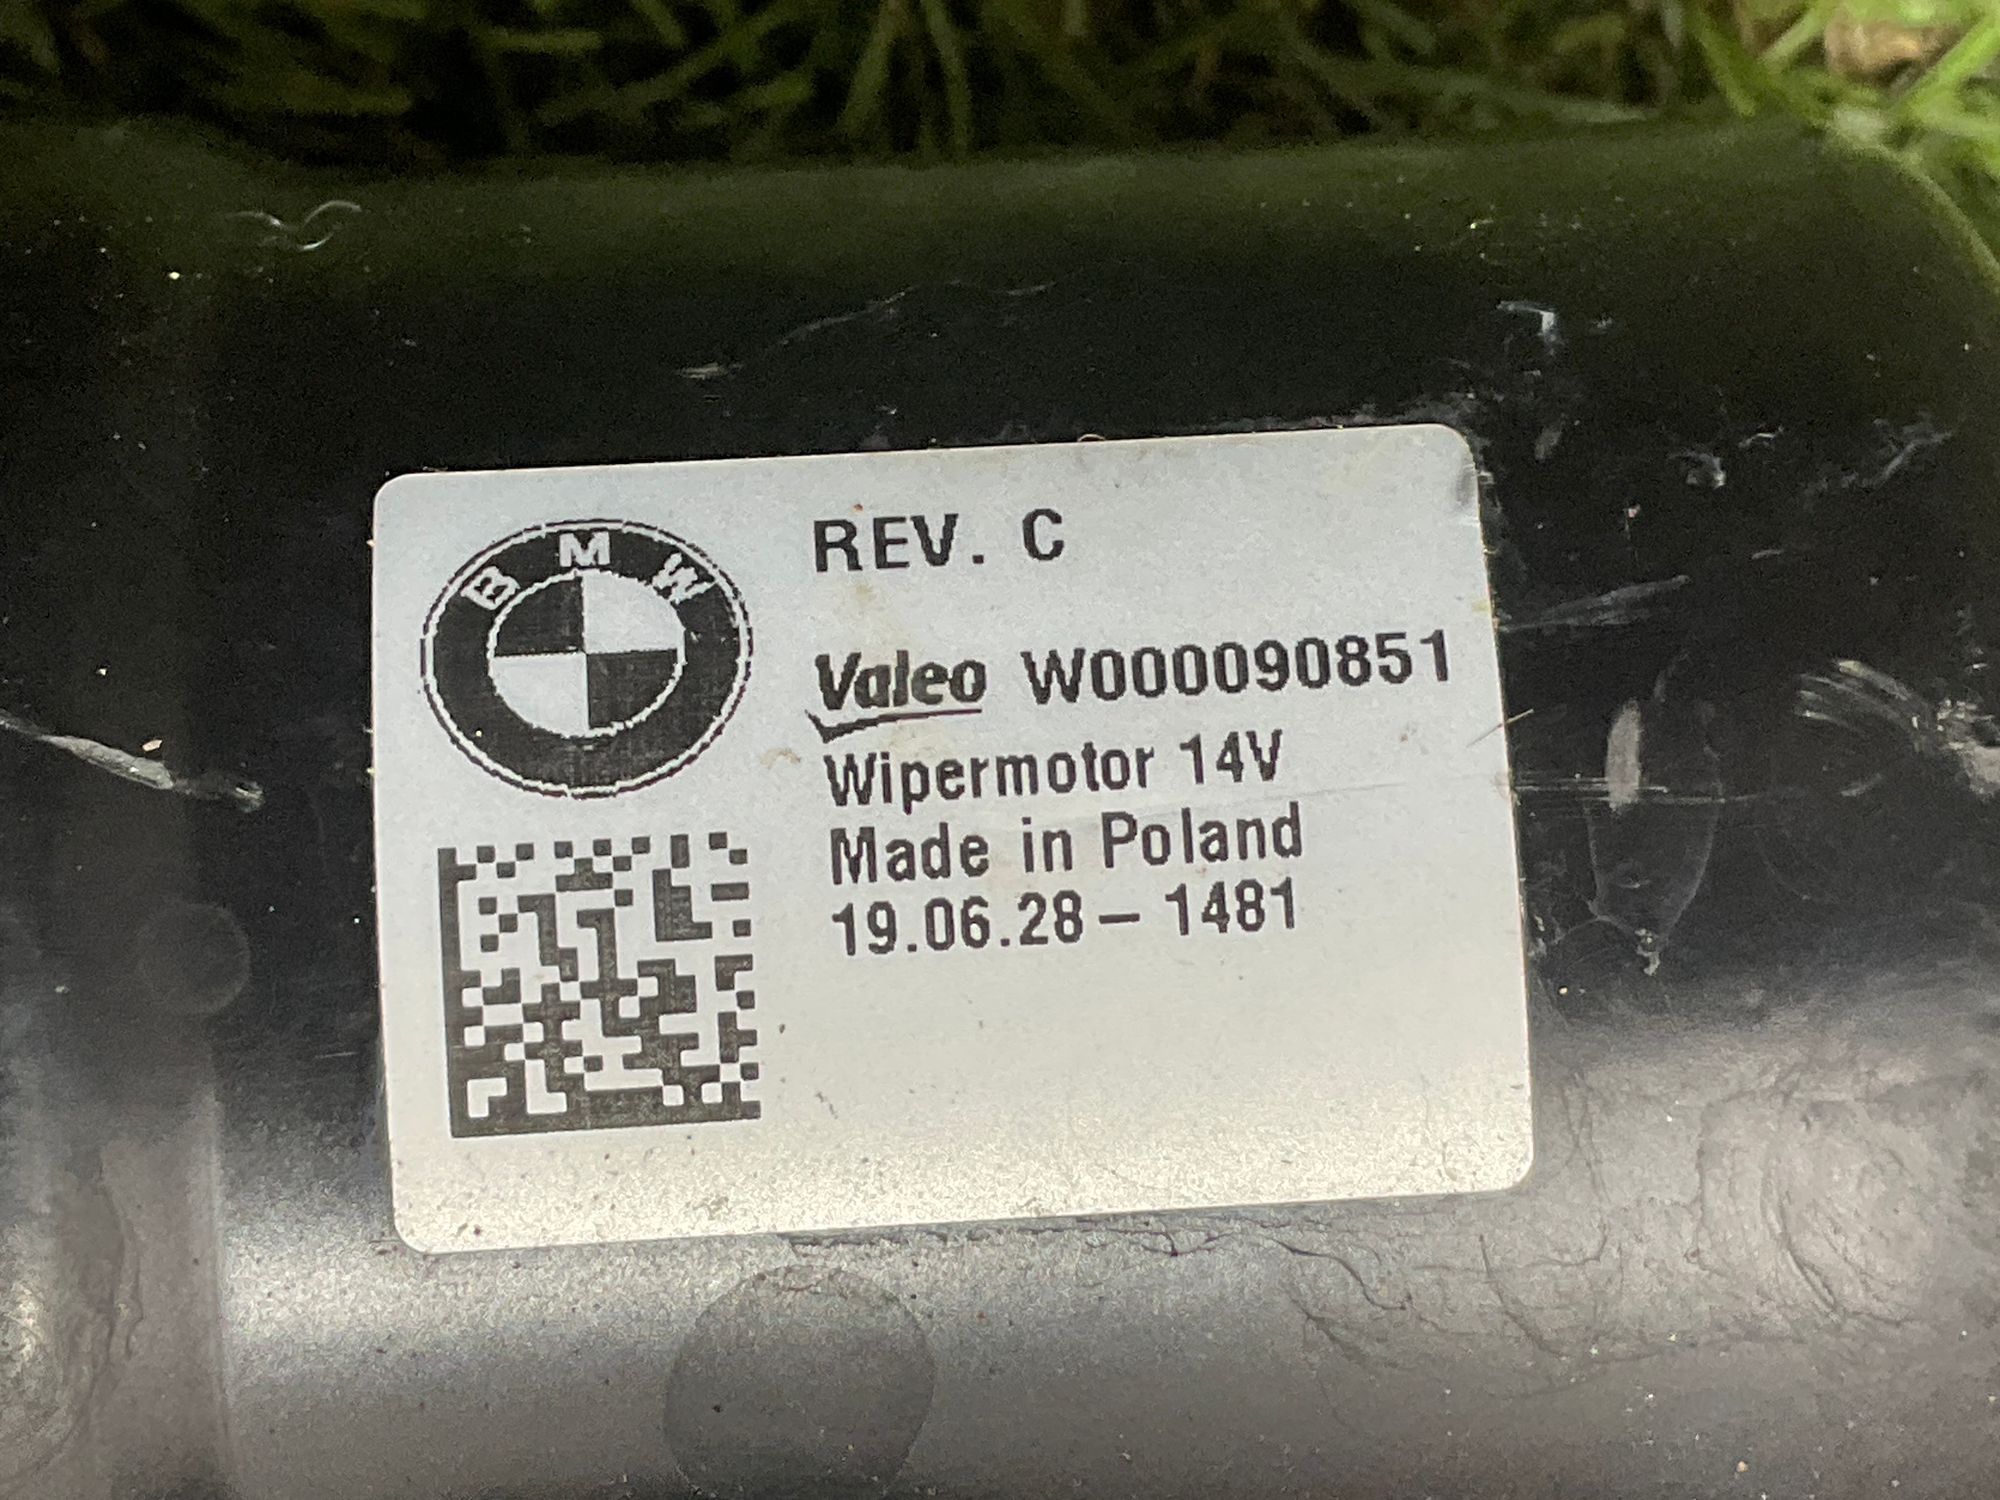 BMW
REV. C
Valeo W000090851
Wipermotor 14V
Made in Poland
19.06.28-1481